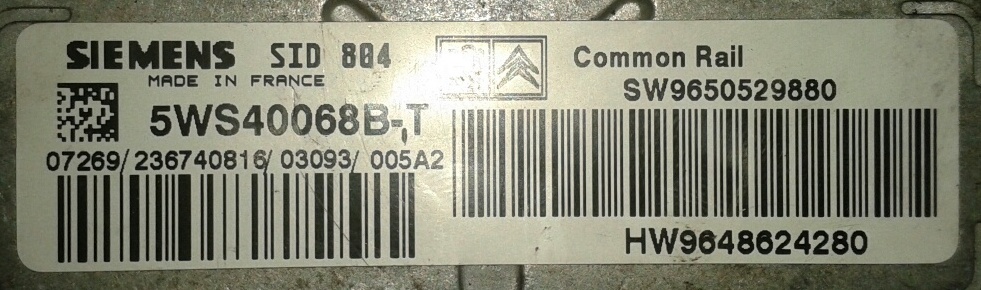 SIEMENS SID 804
MADE IN FRANCE
5WS40068B-T
07269/236740816/03093/005A2
Common Rail
SW9650529880
HW9648624280